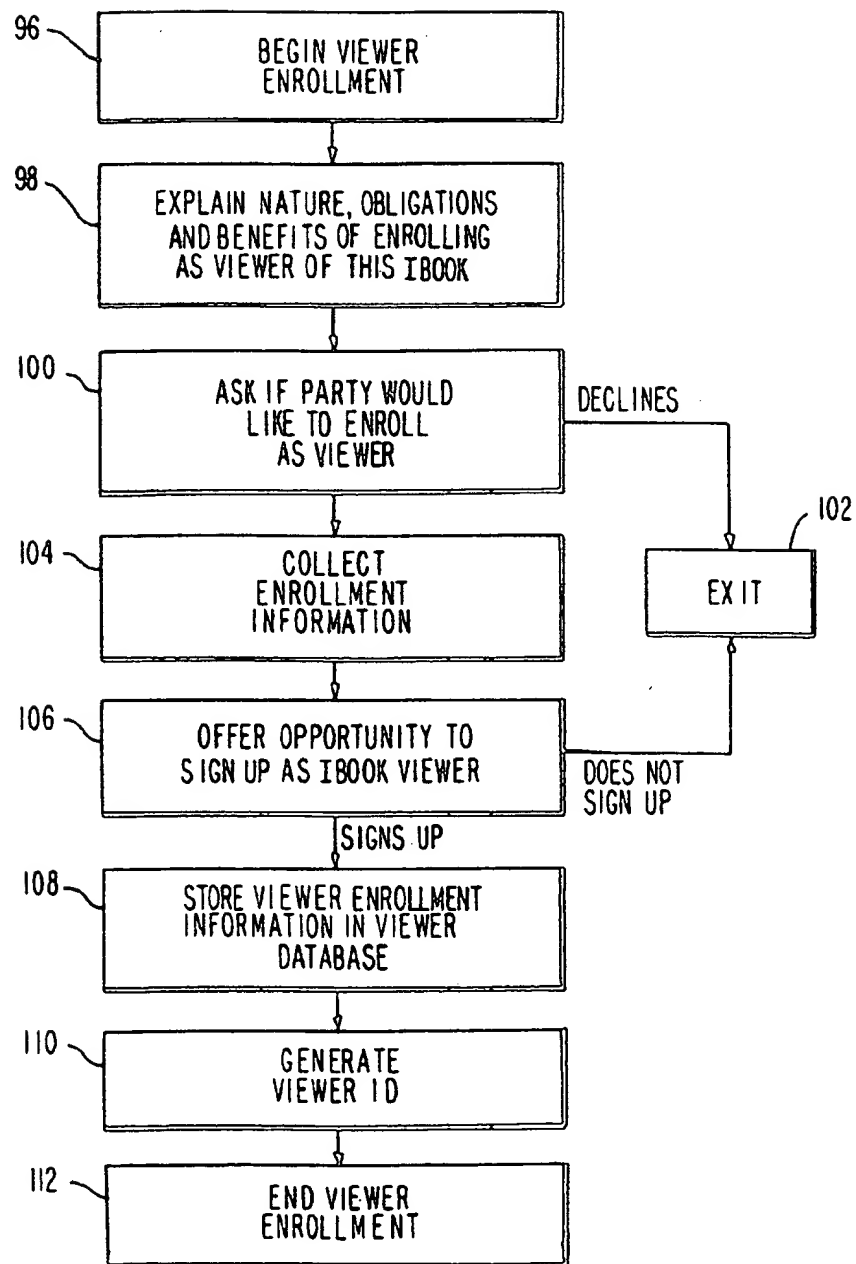 96
BEGIN VIEWER
ENROLLMENT
98
EXPLAIN NATURE, OBLIGATIONS
AND BENEFITS OF ENROLLING
AS VIEWER OF THIS IBOOK
100
ASK IF PARTY WOULD
LIKE TO ENROLL
AS VIEWER
DECLINES
102
EXIT
104
COLLECT
ENROLLMENT
INFORMATION
106
OFFER OPPORTUNITY TO
SIGN UP AS IBOOK VIEWER
DOES NOT
SIGN UP
SIGNS UP
108
STORE VIEWER ENROLLMENT
INFORMATION IN VIEWER
DATABASE
110
GENERATE
VIEWER ID
112
END VIEWER
ENROLLMENT